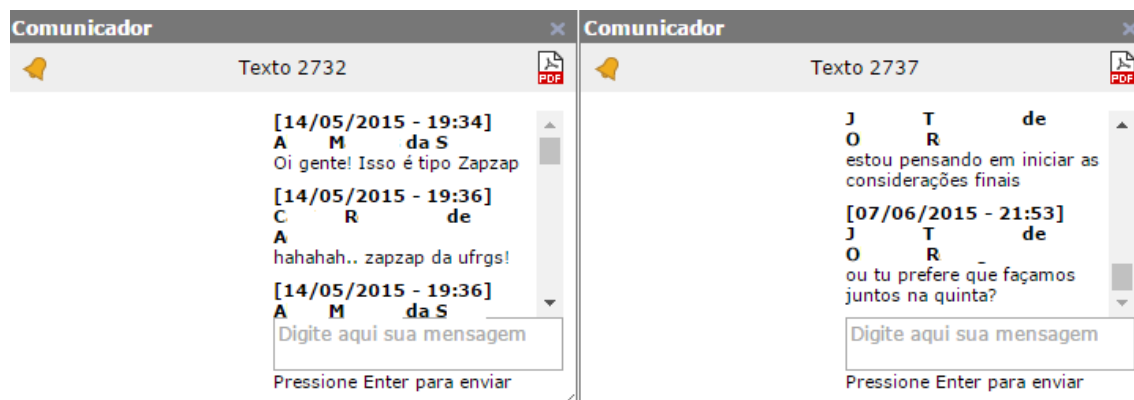 Comunicador
Texto 2732
PDF
[14/05/2015 - 19:34]
A M da S
Oi gente! Isso é tipo Zapzap
[14/05/2015 - 19:36]
C R de
A
hahahah.. zapzap da ufrgs!
[14/05/2015 - 19:36]
A M da S
Digite aqui sua mensagem
Pressione Enter para enviar
Comunicador
Texto 2737
PDF
J T de
O R
estou pensando em iniciar as
considerações finais
[07/06/2015 - 21:53]
J T de
O R
ou tu prefere que façamos
juntos na quinta?
Digite aqui sua mensagem
Pressione Enter para enviar